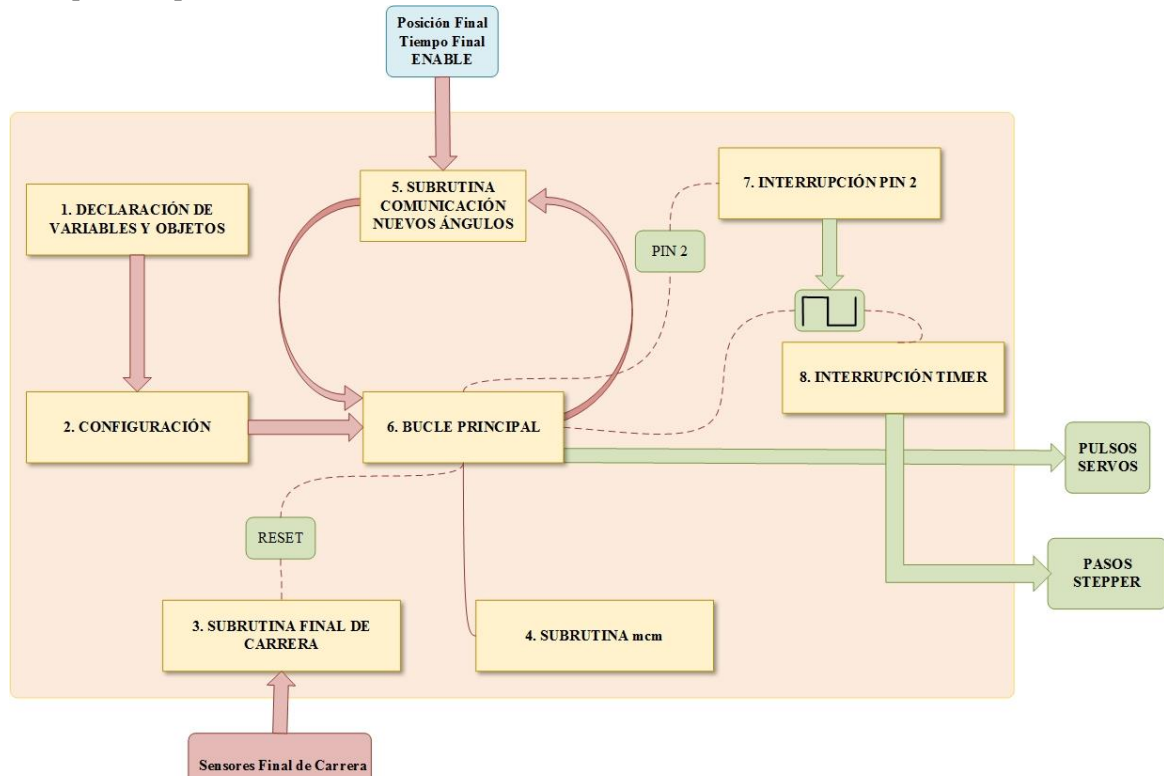 Posición Final
Tiempo Final
ENABLE
1. DECLARACIÓN DE
VARIABLES Y OBJETOS
5. SUBRUTINA
COMUNICACIÓN
NUEVOS ÁNGULOS
7. INTERRUPCIÓN PIN 2
PIN 2
2. CONFIGURACIÓN
6. BUCLE PRINCIPAL
8. INTERRUPCIÓN TIMER
PULSOS
SERVOS
RESET
PASOS
STEPPER
3. SUBRUTINA FINAL DE
CARRERA
4. SUBRUTINA mcm
Sensores Final de Carrera